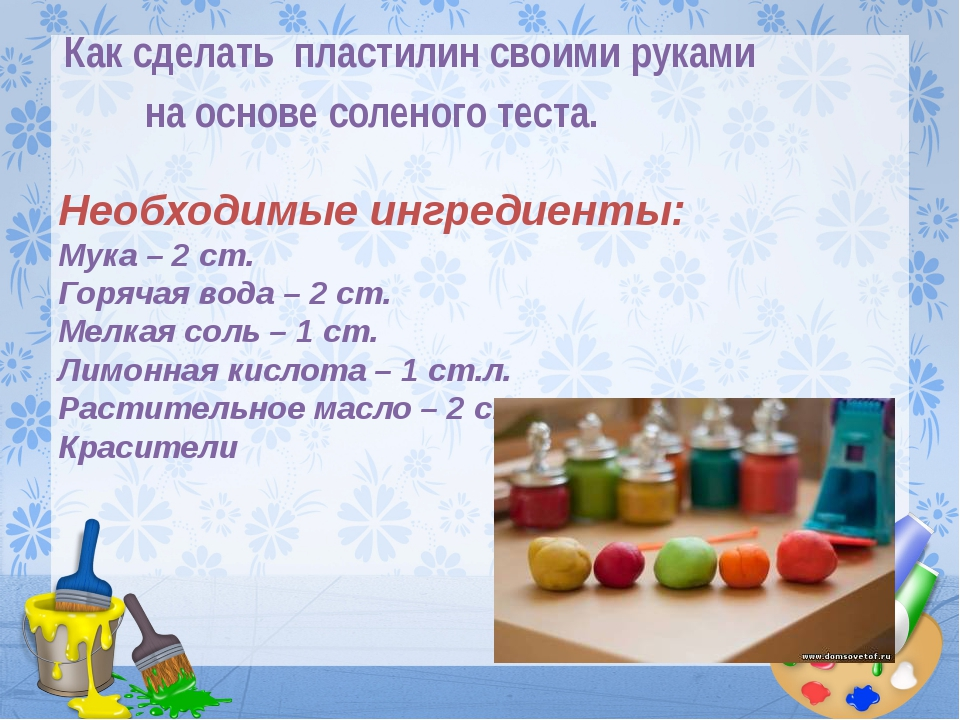 Как сделать пластилин своими руками
на основе соленого теста.
Необходимые ингредиенты:
Мука – 2 ст.
Горячая вода – 2 ст.
Мелкая соль – 1 ст.
Лимонная кислота – 1 ст.л.
Растительное масло – 2
Красители
www.domsovetof.ru